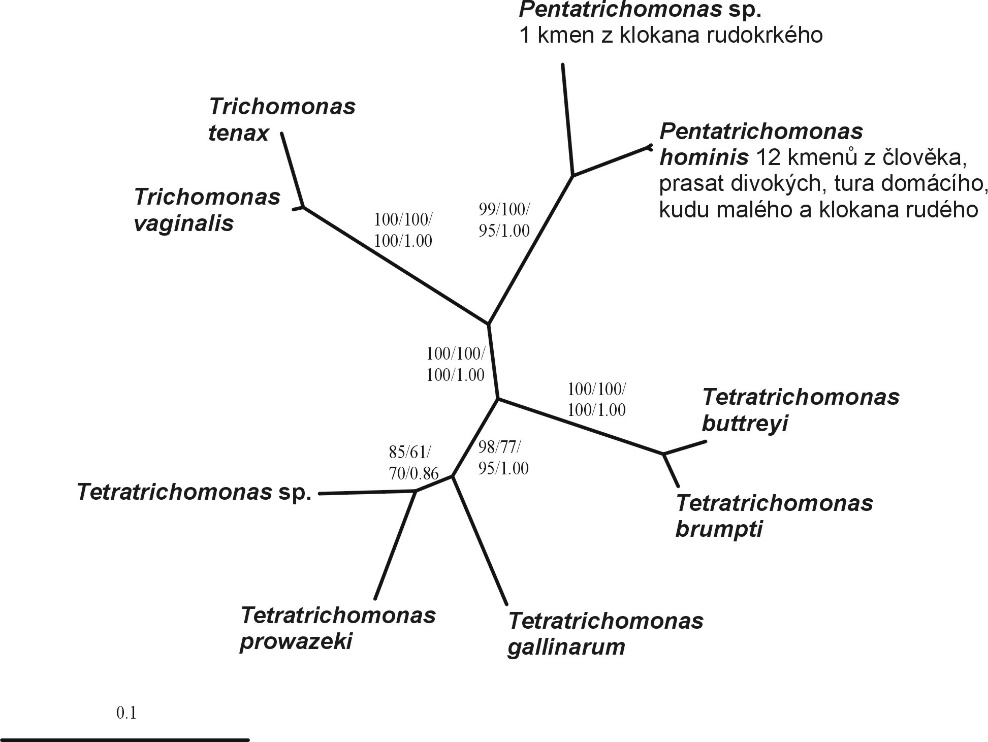 Pentatrichomonas sp.
1 kmen z klokana rudokrkého
Trichomonas
tenax
Pentatrichomonas
hominis 12 kmenů z člověka,
prasat divokých, tura domácího,
kudu malého a klokana rudého
Trichomonas
vaginalis
100/100/
100/1.00
99/100/
95/1.00
100/100/
100/1.00
100/100/
100/1.00
Tetratrichomonas
buttreyi
85/61/
70/0.86
98/77/
95/1.00
Tetratrichomonas sp.
Tetratrichomonas
brumpti
Tetratrichomonas
prowazeki
Tetratrichomonas
gallinarum
0.1